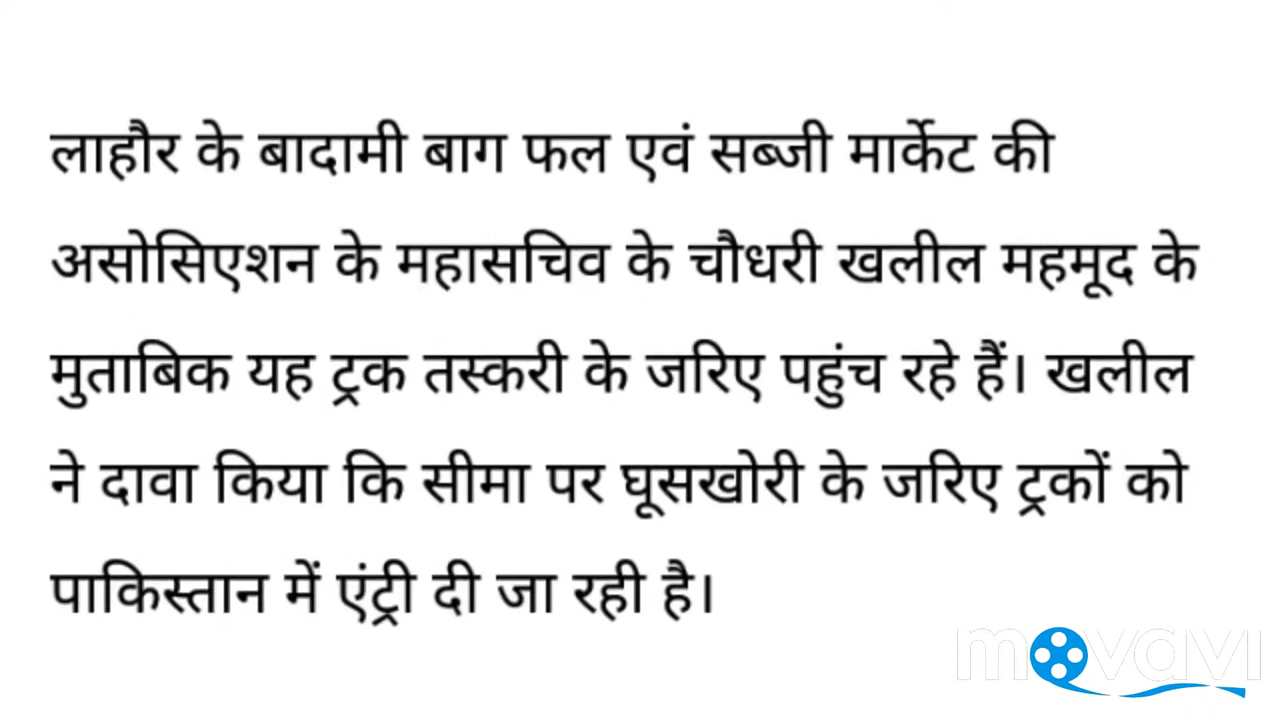 लाहौर के बादामी बाग फल एवं सब्जी मार्केट की
असोसिएशन के महासचिव के चौधरी खलील महमूद के
मुताबिक यह ट्रक तस्करी के जरिए पहुंच रहे हैं। खलील
ने दावा किया कि सीमा पर घूसखोरी के जरिए ट्रकों को
पाकिस्तान में एंट्री दी जा रही है।
movavi